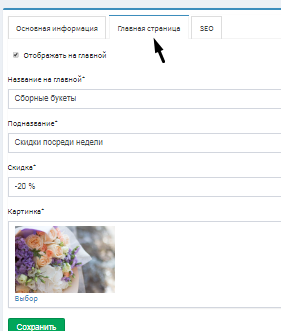 Основная информация Главная страница SEO
Отображать на главной
Название на главной*
Сборные букеты
Подназвание*
Скидки посреди недели
Скидка*
-20 %
Картинка*
Выбор
Сохранить